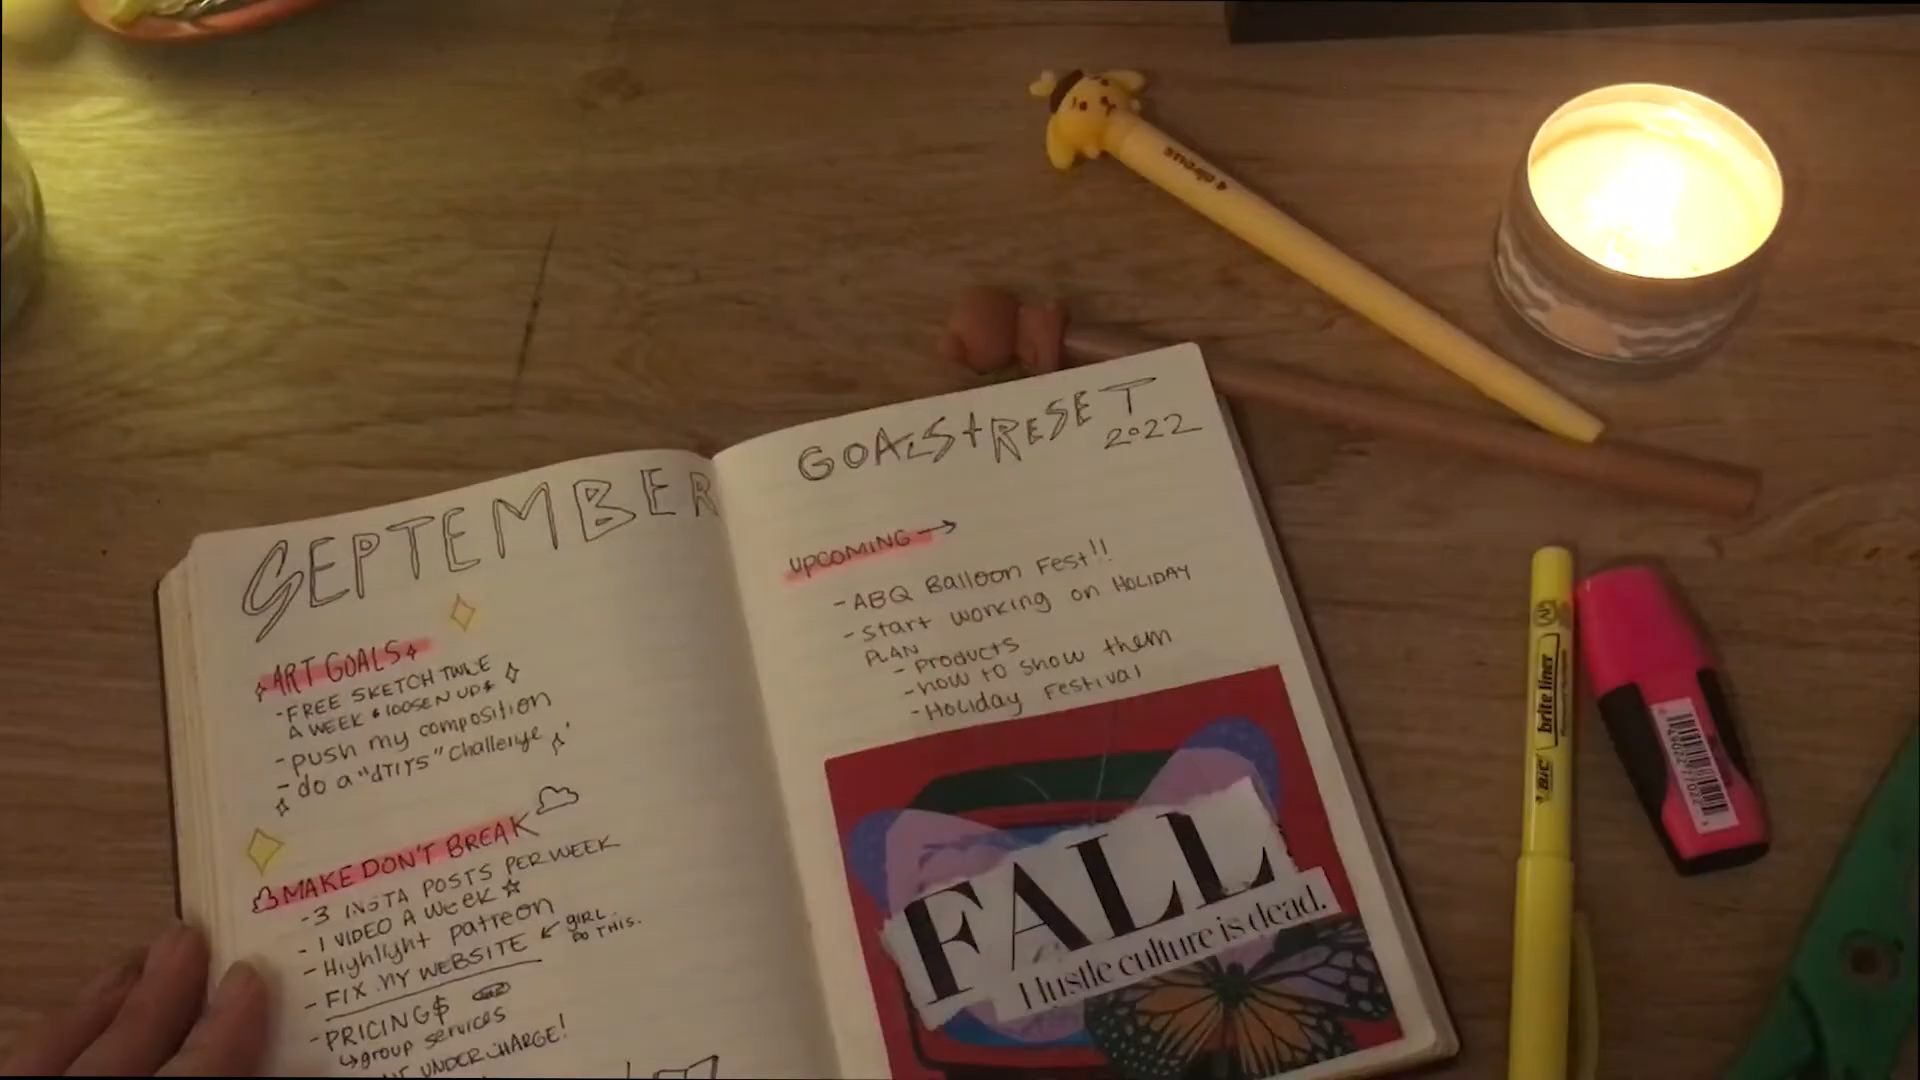 SEPTEMBER
ART GOALS
- FREE SKETCH TWICE
A WEEK & LOOSEN UP
- push my composition
- do a "DTIYS" challenge
MAKE DON'T BREAK
- 3 INSTA POSTS PER WEEK
- 1 VIDEO A WEEK
- Highlight patreon
- FIX MY WEBSITE ← GIRL
DO THIS.
- PRICING$
↳ group services
UNDERCHARGE!
GOALS + RESET
2022
UPCOMING →
- ABQ Balloon Fest!!
- start working on HOLIDAY
PLAN
- Products
- how to show them
- Holiday Festival
FALL
Hustle culture is dead.
BIC brite liner
4902277021